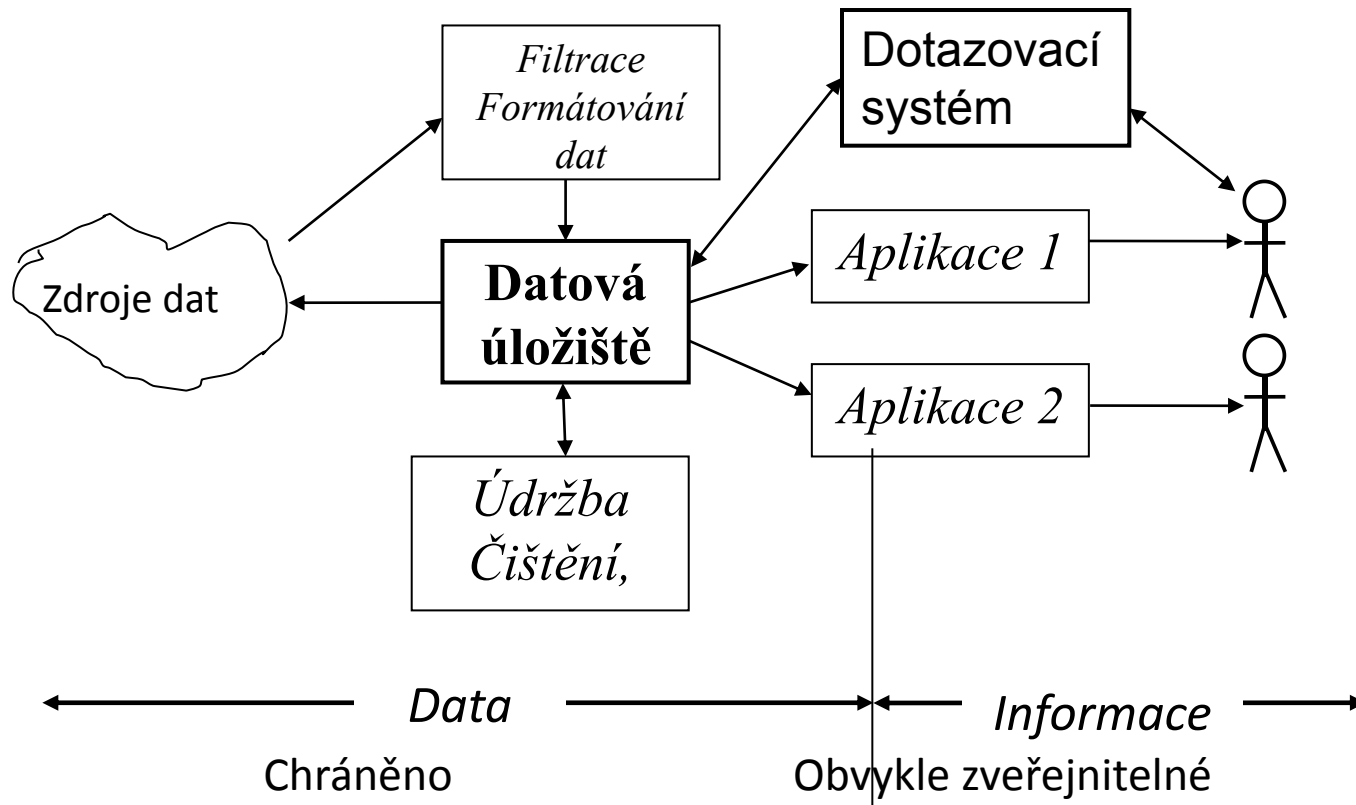 Filtrace
Formátování
dat
Dotazovací
systém
Zdroje dat
Datová
úložiště
Aplikace 1
Aplikace 2
Údržba
Čištění,
Data
Informace
Chráněno
Obvykle zveřejnitelné